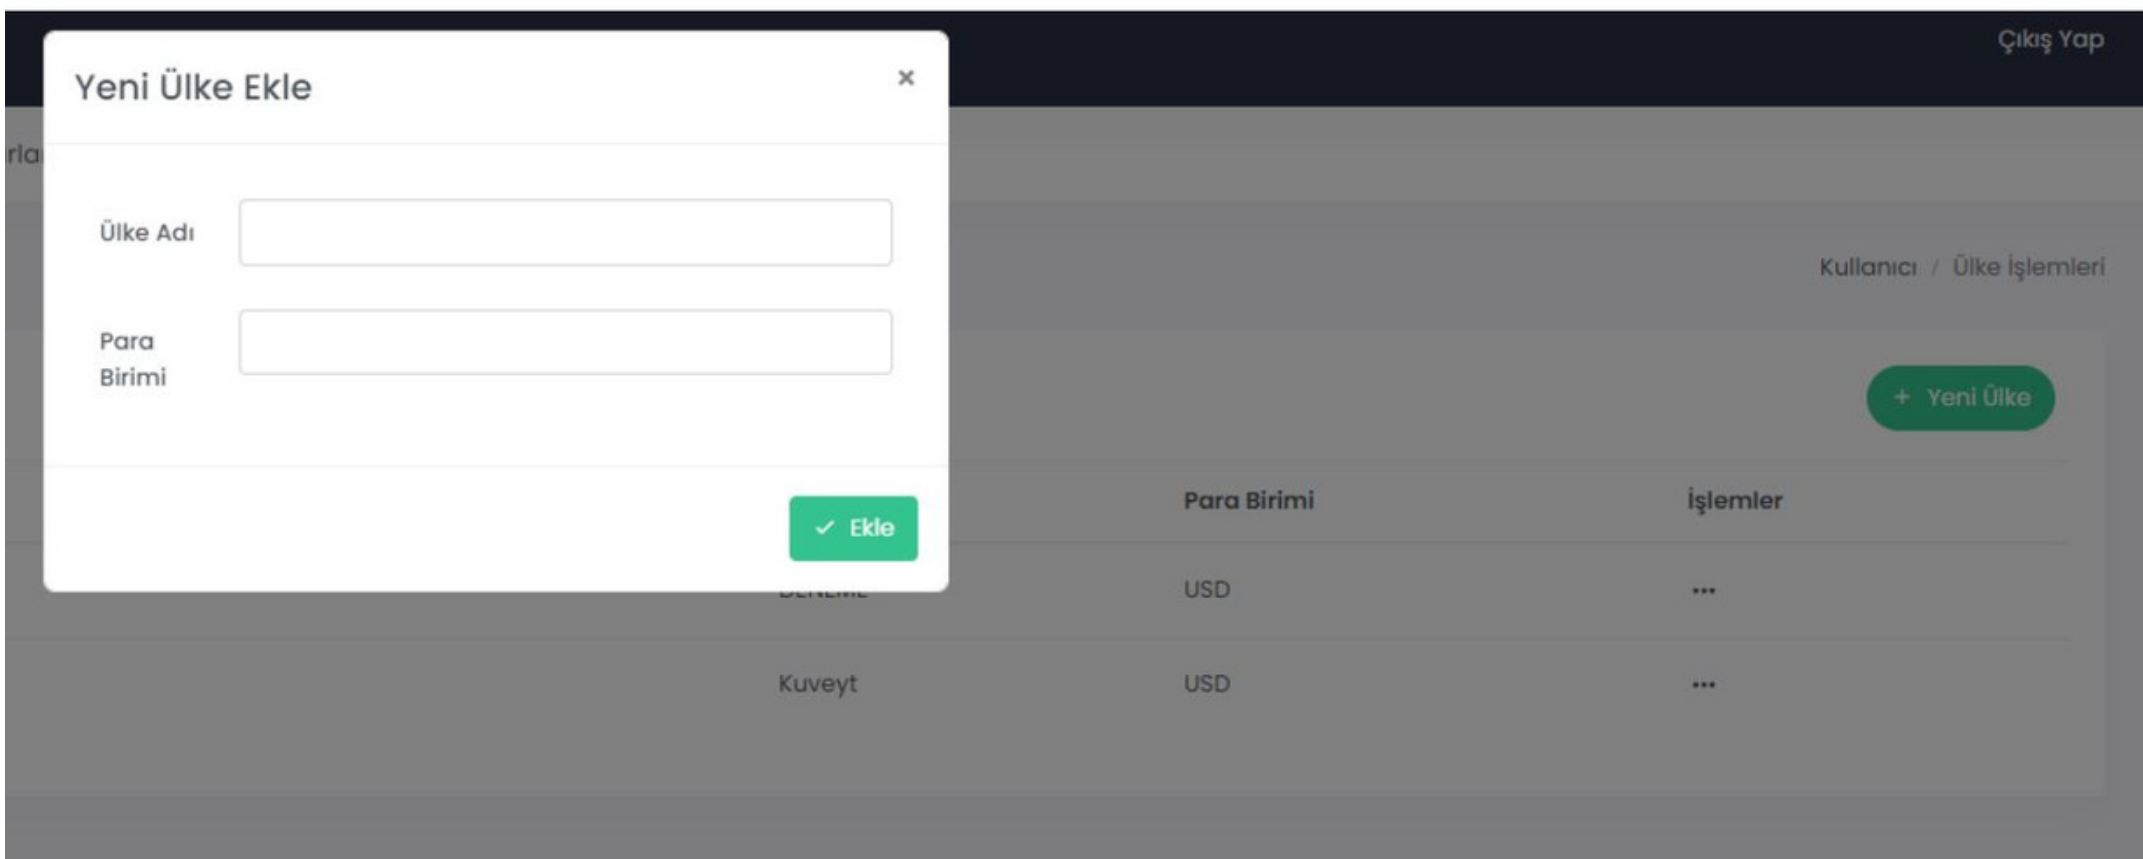 Çıkış Yap
Yeni Ülke Ekle
×
Ülke Adı
Kullanıcı / Ülke İşlemleri
Para
Birimi
+ Yeni Ülke
Para Birimi İşlemler
Ekle
DENEME USD ...
Kuveyt USD ...